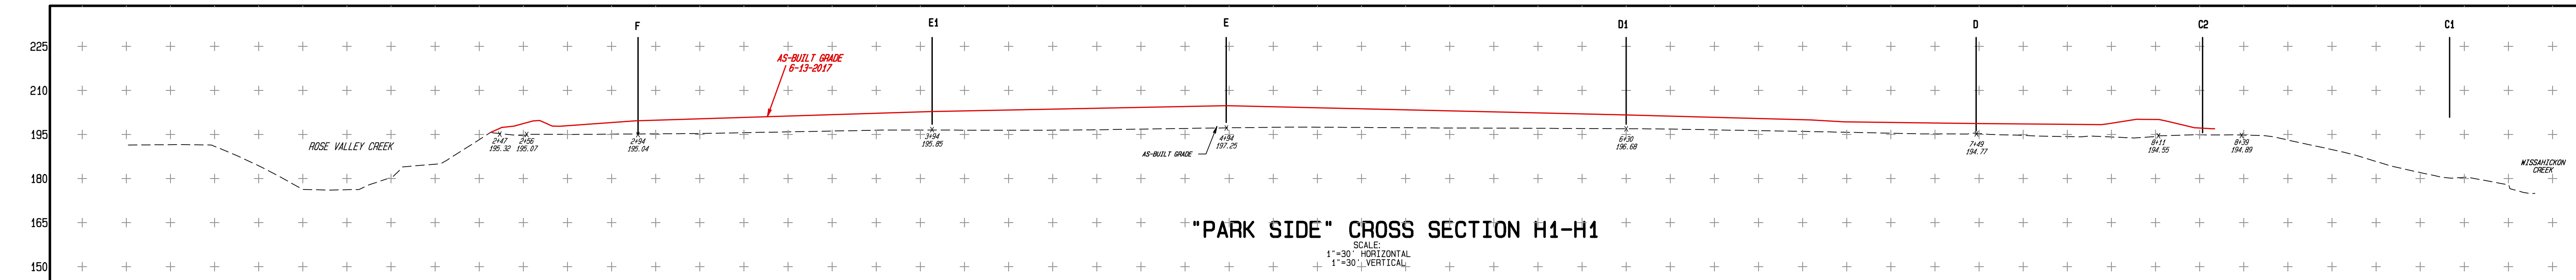 F E1 E D1 D C2 C1
225
AS-BUILT GRADE
6-13-2017
210
195
2+47
195.32
2+56
195.07
2+94
195.04
3+94
195.85
4+94
197.25
6+30
196.68
7+49
194.77
8+11
194.55
8+39
194.89
ROSE VALLEY CREEK
AS-BUILT GRADE
WISSAHICKON
CREEK
180
165
"PARK SIDE" CROSS SECTION H1-H1
SCALE:
1"=30' HORIZONTAL
1"=30' VERTICAL
150